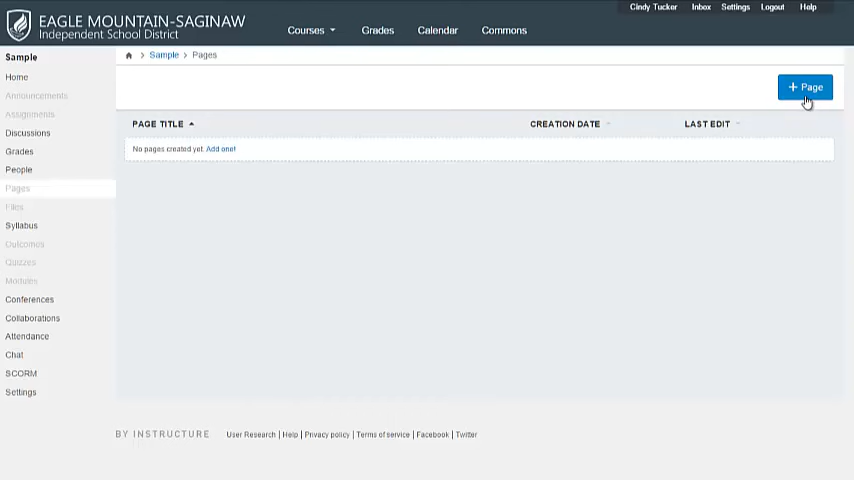 EAGLE MOUNTAIN-SAGINAW
Independent School District
Courses Grades Calendar Commons
Cindy Tucker Inbox Settings Logout Help
Sample > Pages
Sample
Home
Announcements
Assignments
Discussions
Grades
People
Pages
Files
Syllabus
Outcomes
Quizzes
Modules
Conferences
Collaborations
Attendance
Chat
SCORM
Settings
+ Page
PAGE TITLE CREATION DATE LAST EDIT
No pages created yet. Add one!
BY INSTRUCTURE User Research | Help | Privacy policy | Terms of service | Facebook | Twitter